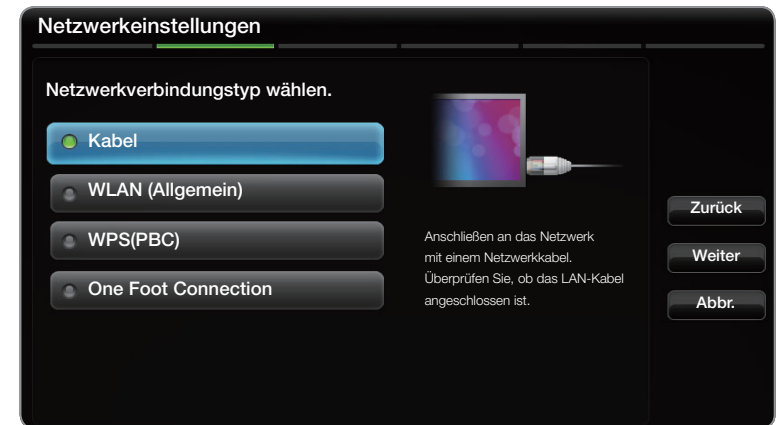 Netzwerkeinstellungen
Netzwerkverbindungstyp wählen.
Kabel
WLAN (Allgemein)
WPS(PBC)
One Foot Connection
Anschließen an das Netzwerk
mit einem Netzwerkkabel.
Überprüfen Sie, ob das LAN-Kabel
angeschlossen ist.
Zurück
Weiter
Abbr.